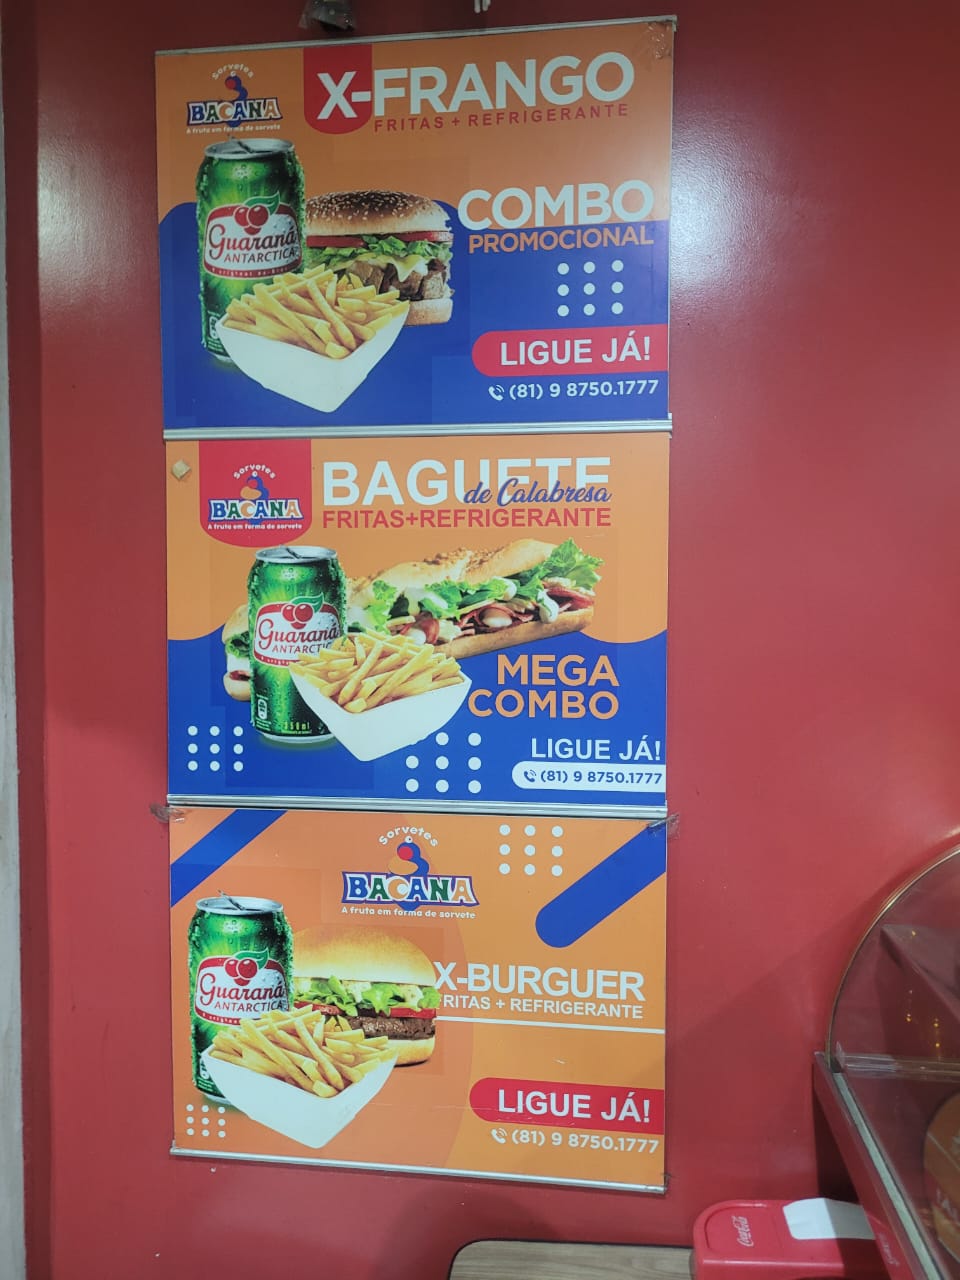 Sorvetes
BACANA
A fruta em forma de sorvete
X-FRANGO
FRITAS + REFRIGERANTE
Guaraná
ANTARCTICA
COMBO
PROMOCIONAL
LIGUE JÁ!
(81) 9 8750.1777
Sorvetes
BACANA
A fruta em forma de sorvete
BAGUETE
de Calabresa
FRITAS+REFRIGERANTE
Guaraná
ANTARCTIC
350ml
MEGA
COMBO
LIGUE JÁ!
(81) 9 8750.1777
Sorvetes
BACANA
A fruta em forma de sorvete
Guaraná
ANTARCTICA
X-BURGUER
FRITAS + REFRIGERANTE
LIGUE JÁ!
(81) 9 8750.1777
Coca-Cola